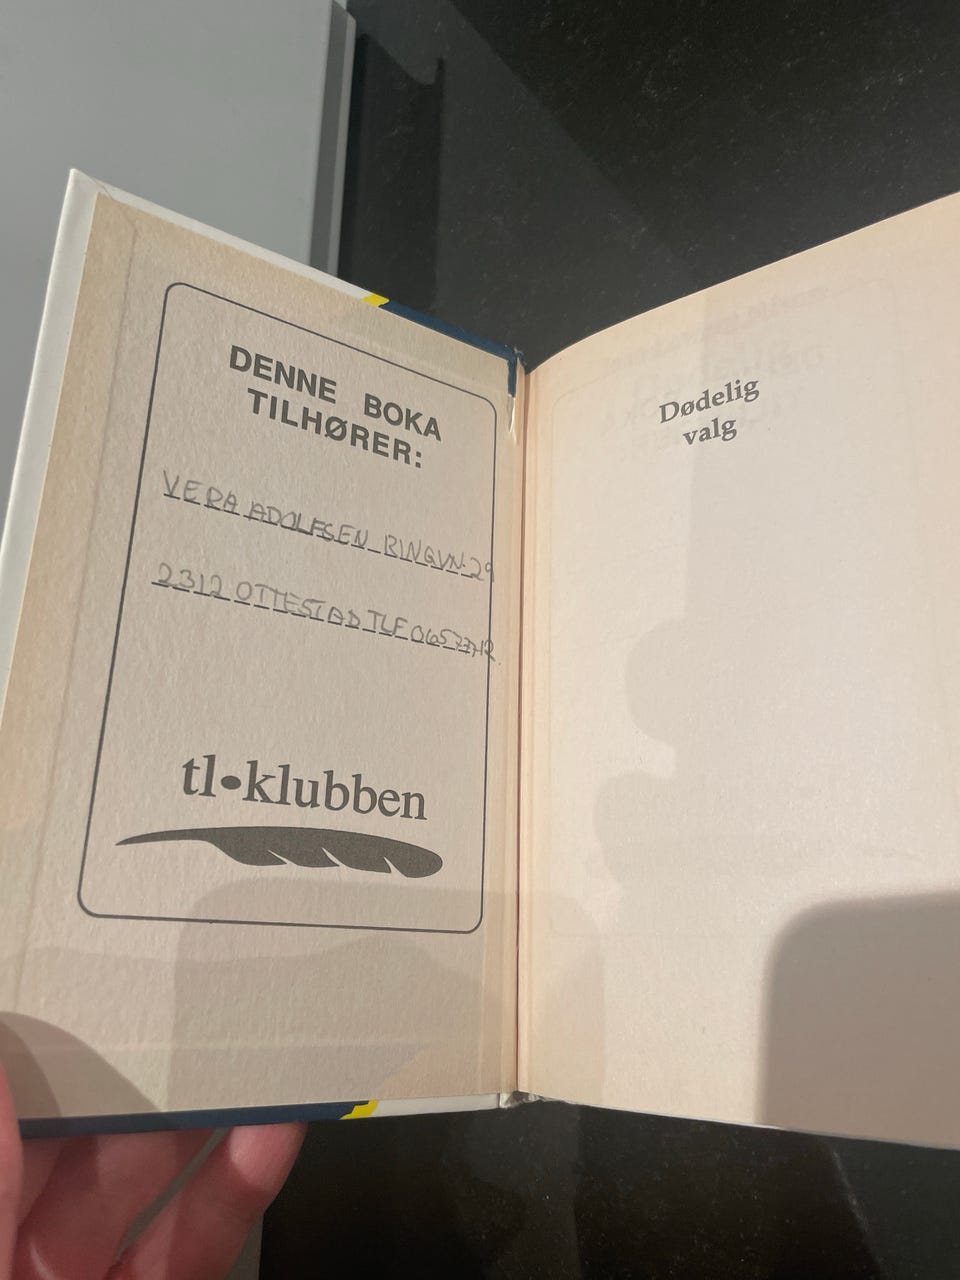 DENNE BOKA
TILHØRER:
VERA ADOLFSEN RINGVN.29
2312 OTTESTAD TLF
tl•klubben
Dødelig
valg